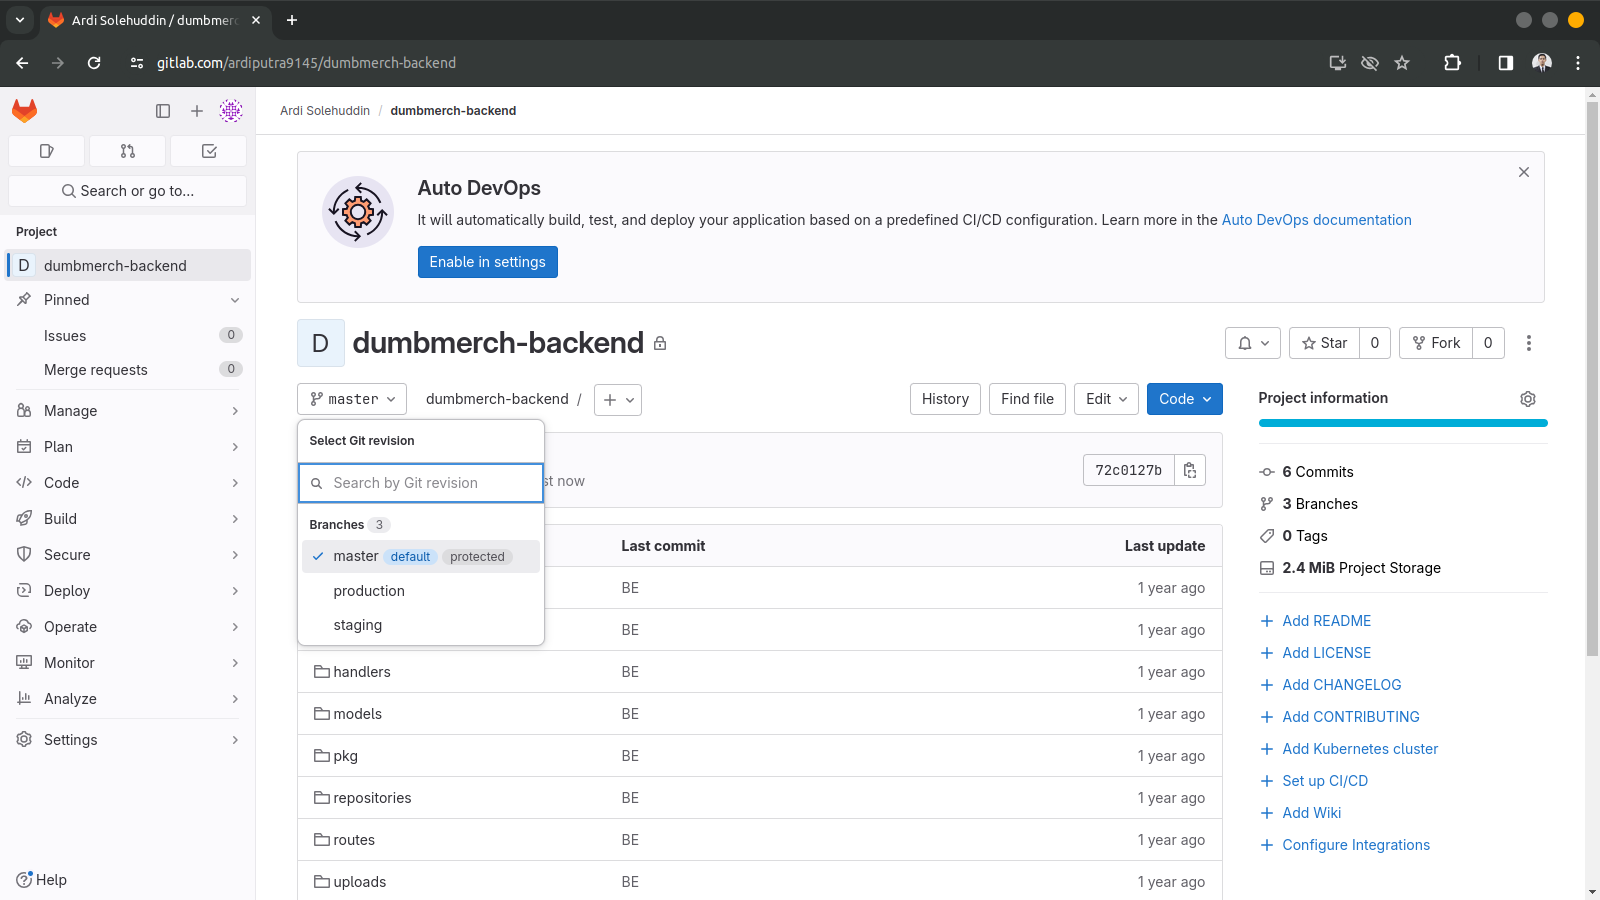 Ardi Solehuddin / dumbmerc
gitlab.com/ardiputra9145/dumbmerch-backend
Search or go to...
Project
D dumbmerch-backend
Pinned
Issues 0
Merge requests 0
Manage
Plan
Code
Build
Secure
Deploy
Operate
Monitor
Analyze
Settings
Help
Ardi Solehuddin / dumbmerch-backend
Auto DevOps
It will automatically build, test, and deploy your application based on a predefined CI/CD configuration. Learn more in the Auto DevOps documentation
Enable in settings
D dumbmerch-backend
Star 0 Fork 0
master dumbmerch-backend / History Find file Edit Code
Select Git revision
Search by Git revision
Branches 3
master default protected
production
staging
st now
72c0127b
Last commit Last update
BE 1 year ago
BE 1 year ago
handlers BE 1 year ago
models BE 1 year ago
pkg BE 1 year ago
repositories BE 1 year ago
routes BE 1 year ago
uploads BE 1 year ago
Project information
6 Commits
3 Branches
0 Tags
2.4 MiB Project Storage
Add README
Add LICENSE
Add CHANGELOG
Add CONTRIBUTING
Add Kubernetes cluster
Set up CI/CD
Add Wiki
Configure Integrations